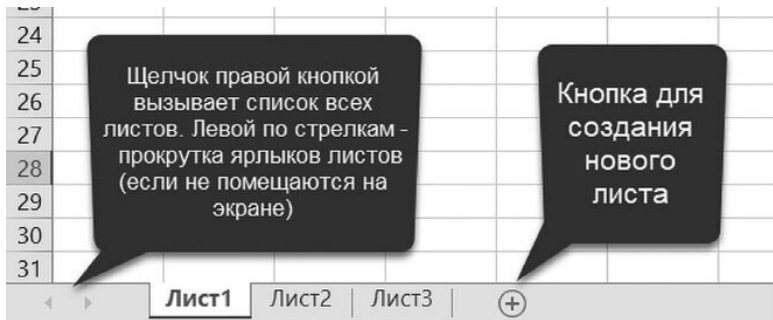 24
25
26
27
28
29
30
31
Щелчок правой кнопкой
вызывает список всех
листов. Левой по стрелкам -
прокрутка ярлыков листов
(если не помещаются на
экране)
Кнопка для
создания
нового
листа
Лист1 Лист2 Лист3